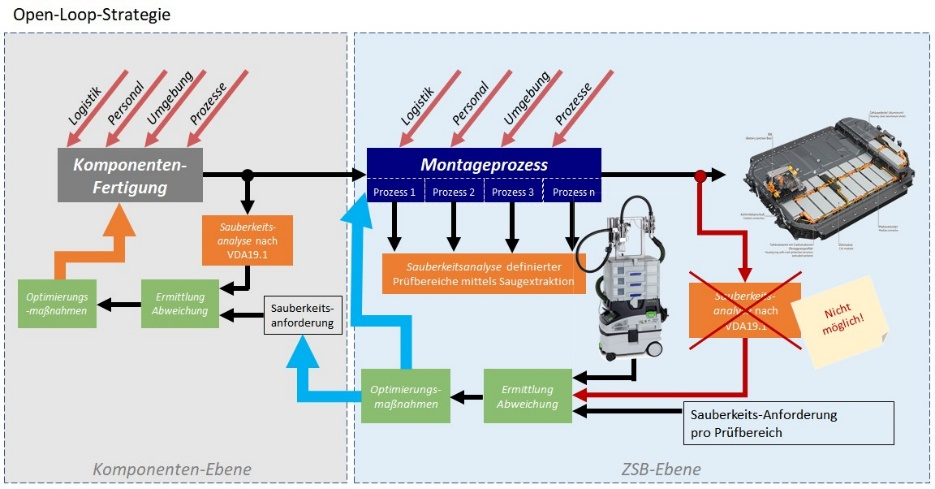 Open-Loop-Strategie
Logistik
Personal
Umgebung
Prozesse
Komponenten-
Fertigung
Sauberkeits-
analyse nach
VDA19.1
Optimierungs
-maßnahmen
Ermittlung
Abweichung
Sauberkeits-
anforderung
Komponenten-Ebene
Logistik
Personal
Umgebung
Prozesse
Montageprozess
Prozess 1
Prozess 2
Prozess 3
Prozess n
Sauberkeitsanalyse definierter
Prüfbereiche mittels Saugextraktion
Sauberkeits-
analyse nach
VDA19.1
Nicht
möglich!
Optimierungs-
maßnahmen
Ermittlung
Abweichung
Sauberkeits-Anforderung
pro Prüfbereich
ZSB-Ebene